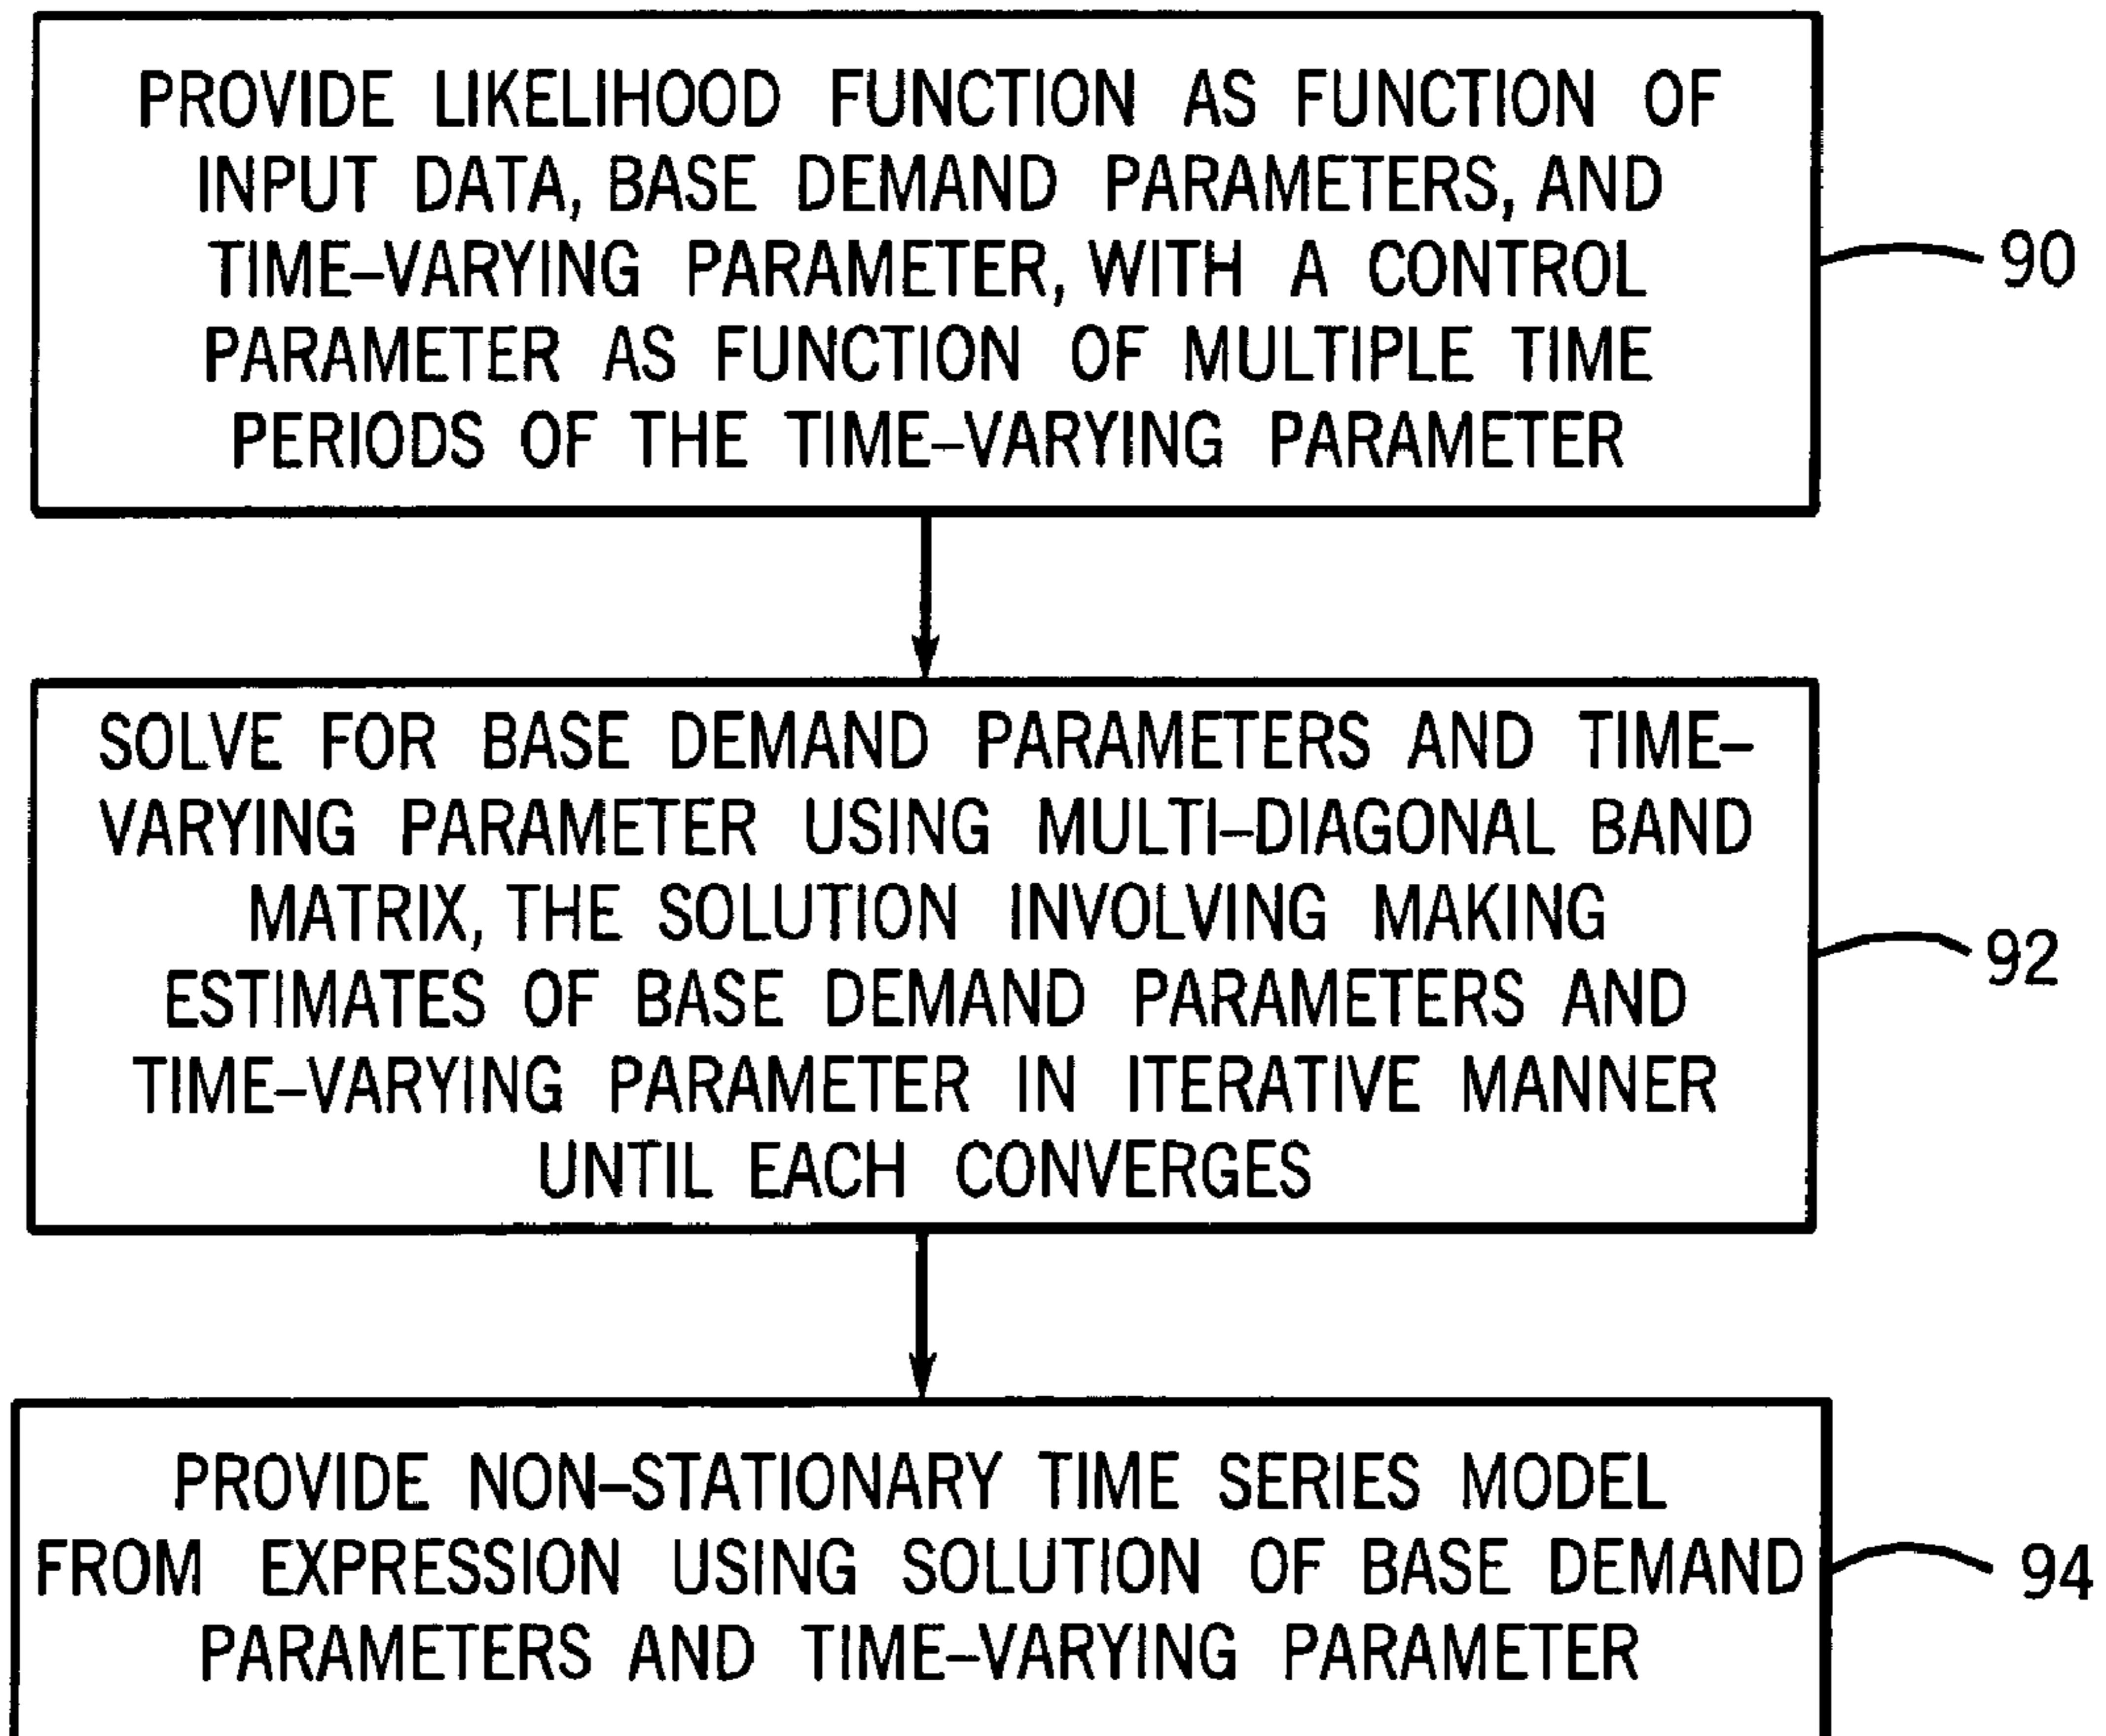 PROVIDE LIKELIHOOD FUNCTION AS FUNCTION OF
INPUT DATA, BASE DEMAND PARAMETERS, AND
TIME–VARYING PARAMETER, WITH A CONTROL
PARAMETER AS FUNCTION OF MULTIPLE TIME
PERIODS OF THE TIME–VARYING PARAMETER
90
SOLVE FOR BASE DEMAND PARAMETERS AND TIME–
VARYING PARAMETER USING MULTI–DIAGONAL BAND
MATRIX, THE SOLUTION INVOLVING MAKING
ESTIMATES OF BASE DEMAND PARAMETERS AND
TIME–VARYING PARAMETER IN ITERATIVE MANNER
UNTIL EACH CONVERGES
92
PROVIDE NON–STATIONARY TIME SERIES MODEL
FROM EXPRESSION USING SOLUTION OF BASE DEMAND
PARAMETERS AND TIME–VARYING PARAMETER
94